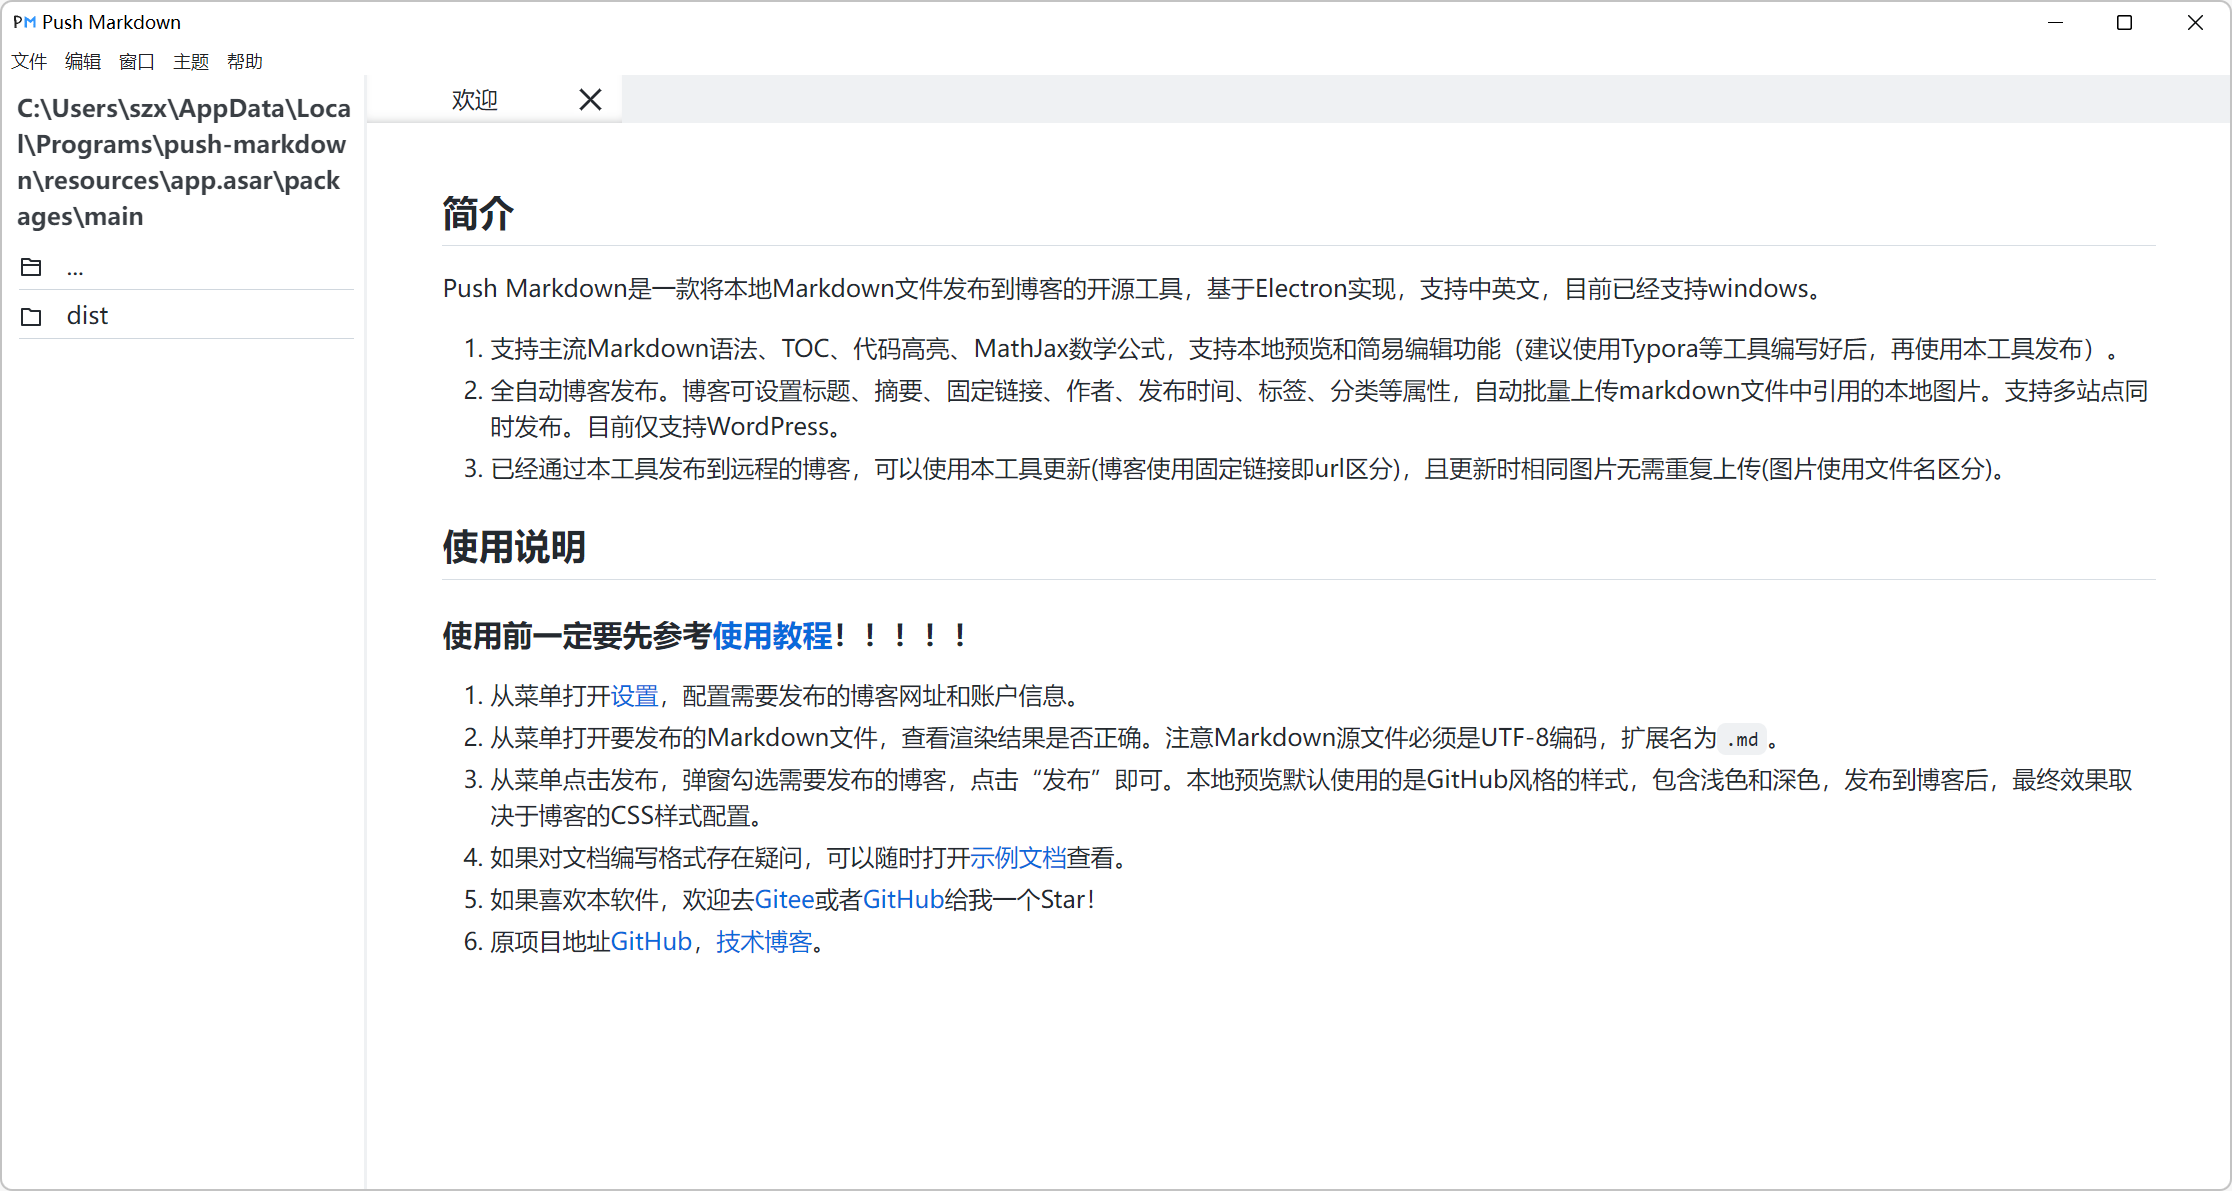 PM Push Markdown
文件 编辑 窗口 主题 帮助
C:\Users\szx\AppData\Loca
l\Programs\push-markdow
n\resources\app.asar\pack
ages\main
...
dist
欢迎
简介
Push Markdown是一款将本地Markdown文件发布到博客的开源工具，基于Electron实现，支持中英文，目前已经支持windows。
1. 支持主流Markdown语法、TOC、代码高亮、MathJax数学公式，支持本地预览和简易编辑功能（建议使用Typora等工具编写好后，再使用本工具发布）。
2. 全自动博客发布。博客可设置标题、摘要、固定链接、作者、发布时间、标签、分类等属性，自动批量上传markdown文件中引用的本地图片。支持多站点同
时发布。目前仅支持WordPress。
3. 已经通过本工具发布到远程的博客，可以使用本工具更新(博客使用固定链接即url区分)，且更新时相同图片无需重复上传(图片使用文件名区分)。
使用说明
使用前一定要先参考使用教程！！！！！
1. 从菜单打开设置，配置需要发布的博客网址和账户信息。
2. 从菜单打开要发布的Markdown文件，查看渲染结果是否正确。注意Markdown源文件必须是UTF-8编码，扩展名为 .md 。
3. 从菜单点击发布，弹窗勾选需要发布的博客，点击“发布”即可。本地预览默认使用的是GitHub风格的样式，包含浅色和深色，发布到博客后，最终效果取
决于博客的CSS样式配置。
4. 如果对文档编写格式存在疑问，可以随时打开示例文档查看。
5. 如果喜欢本软件，欢迎去Gitee或者GitHub给我一个Star！
6. 原项目地址GitHub，技术博客。